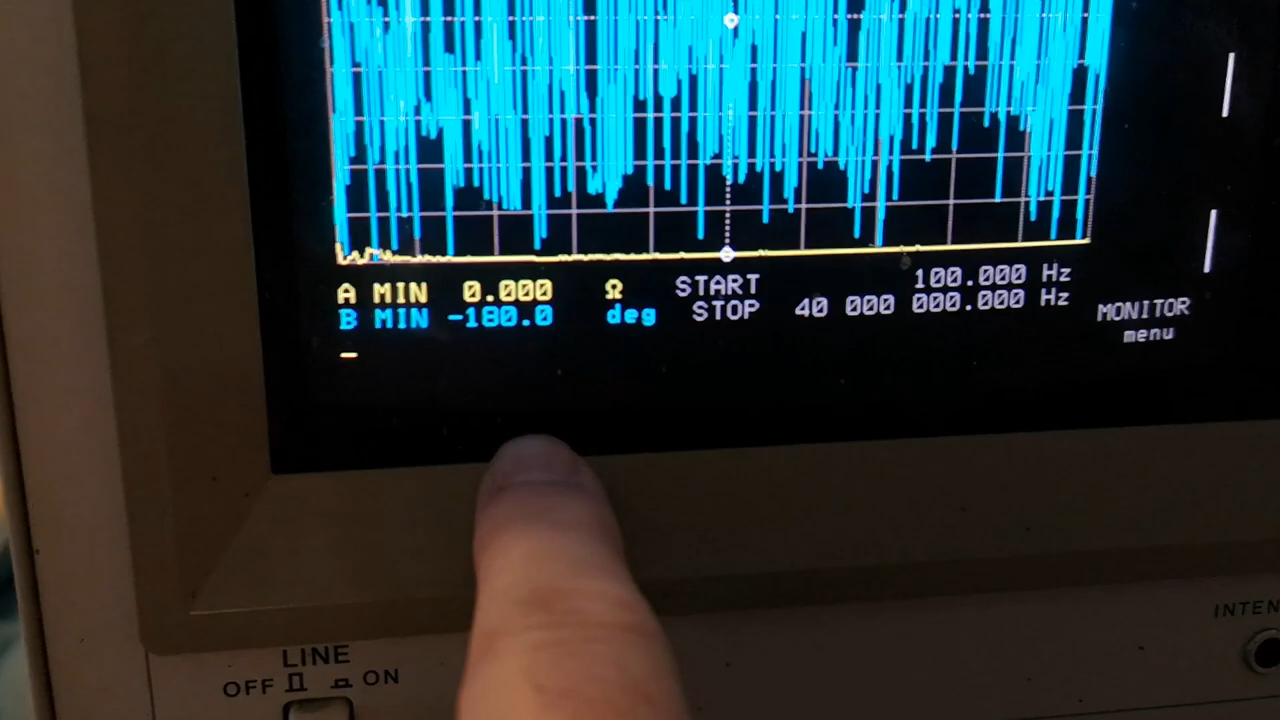 A MIN 0.000 Ω START 100.000 Hz
B MIN -180.0 deg STOP 40 000 000.000 Hz
MONITOR
menu
LINE
OFF ON